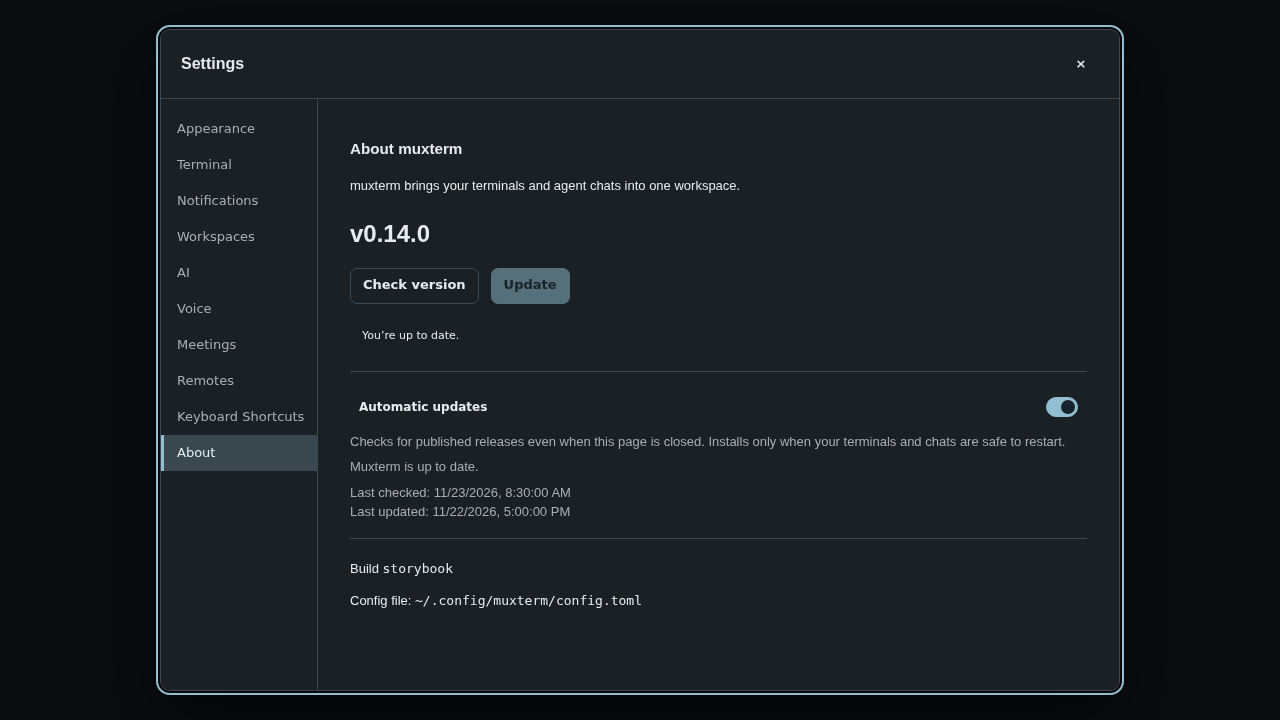 Settings
×
Appearance
Terminal
Notifications
Workspaces
AI
Voice
Meetings
Remotes
Keyboard Shortcuts
About
About muxterm
muxterm brings your terminals and agent chats into one workspace.
v0.14.0
Check version
Update
You’re up to date.
Automatic updates
Checks for published releases even when this page is closed. Installs only when your terminals and chats are safe to restart.
Muxterm is up to date.
Last checked: 11/23/2026, 8:30:00 AM
Last updated: 11/22/2026, 5:00:00 PM
Build storybook
Config file: ~/.config/muxterm/config.toml